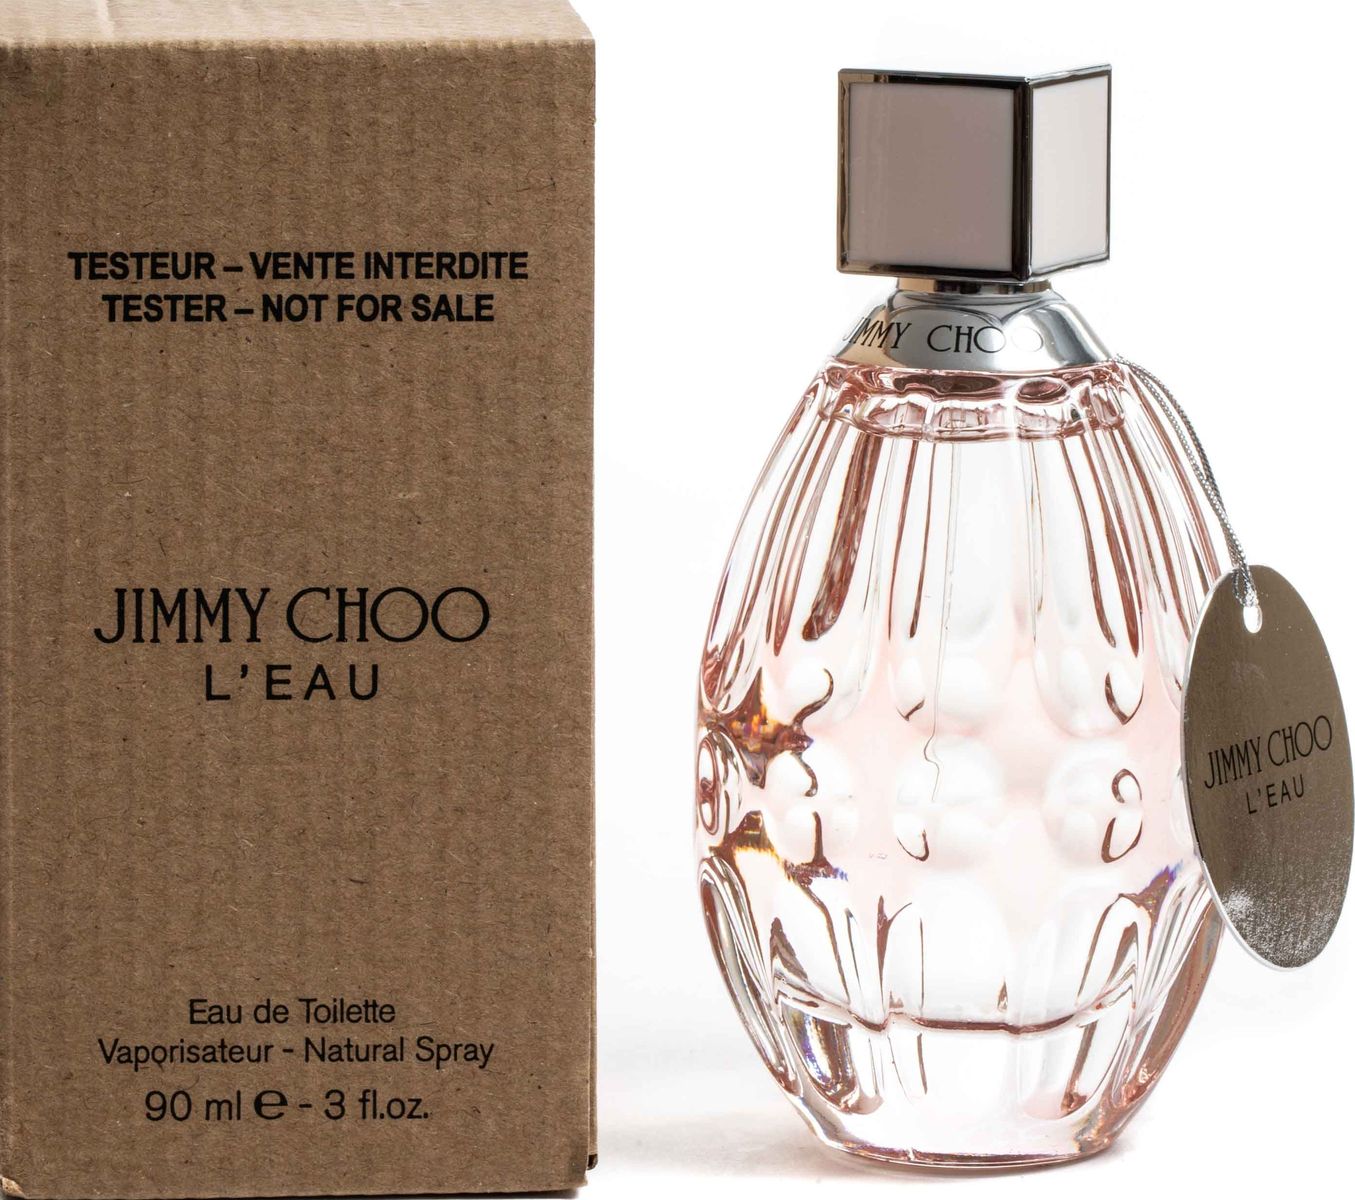 TESTEUR – VENTE INTERDITE
TESTER – NOT FOR SALE
JIMMY CHOO
L'EAU
Eau de Toilette
Vaporisateur - Natural Spray
90 ml e - 3 fl.oz.
JIMMY CHOO
JIMMY CHOO
L'EAU